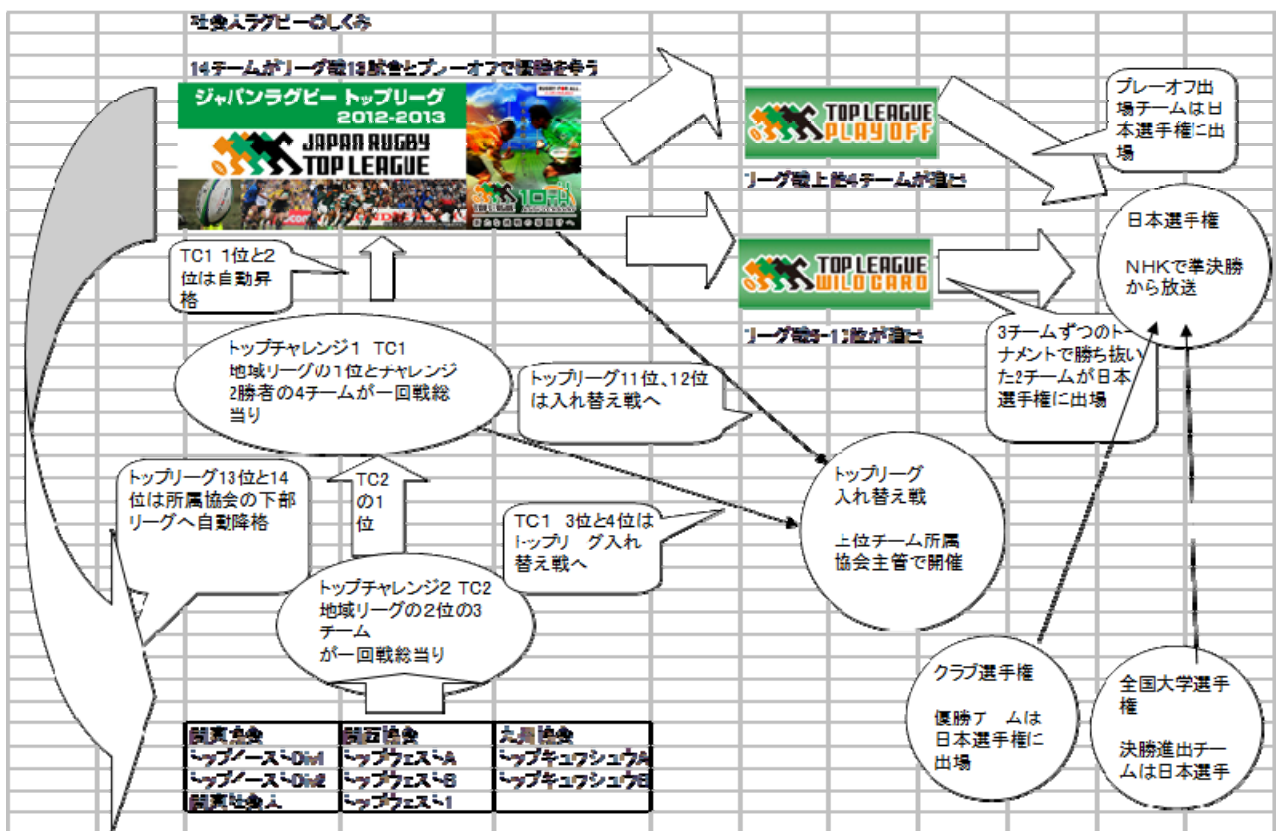 社会人ラグビーのしくみ
14チームがリーグ戦13試合とプレーオフで優勝を争う
ジャパンラグビー トップリーグ
2012-2013
JAPAN RUGBY
TOP LEAGUE
RUGBY FOR ALL
TOP LEAGUE
PLAY OFF
リーグ戦上位4チームが進出
プレーオフ出
場チームは日
本選手権に出
場
TC1 1位と2
位は自動昇
格
TOP LEAGUE
WILD CARD
日本選手権
NHKで準決勝
から放送
3チームずつのトー
ナメントで勝ち抜い
た2チームが日本
選手権に出場
トップチャレンジ1 TC1
地域リーグの1位とチャレンジ
2勝者の4チームが一回戦総
当り
トップリーグ11位、12位
は入れ替え戦へ
トップリーグ13位と14
位は所属協会の下部
リーグへ自動降格
TC2
の1
位
TC1 3位と4位は
トップリーグ入れ
替え戦へ
トップリーグ
入れ替え戦
上位チーム所属
協会主管で開催
トップチャレンジ2 TC2
地域リーグの2位の3
チーム
が一回戦総当り
クラブ選手権
優勝チームは
日本選手権に
出場
全国大学選手
権
決勝進出チー
ムは日本選手
関東協会 関西協会 九州協会
トップイーストDiv1 トップウェストA トップキュウシュウA
トップイーストDiv2 トップウェストB トップキュウシュウB
関東社会人 トップウェスト1